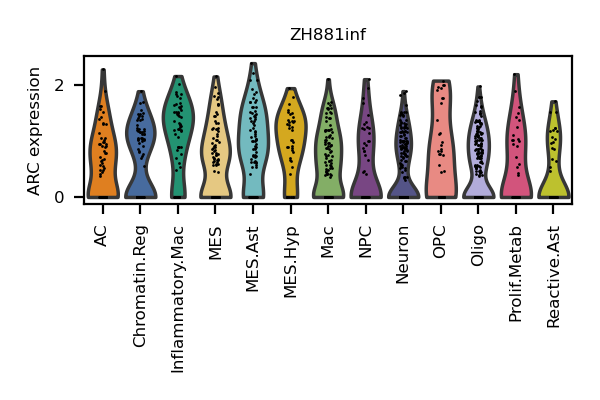 ZH881inf
ARC expression
2
0
AC
Chromatin.Reg
Inflammatory.Mac
MES
MES.Ast
MES.Hyp
Mac
NPC
Neuron
OPC
Oligo
Prolif.Metab
Reactive.Ast